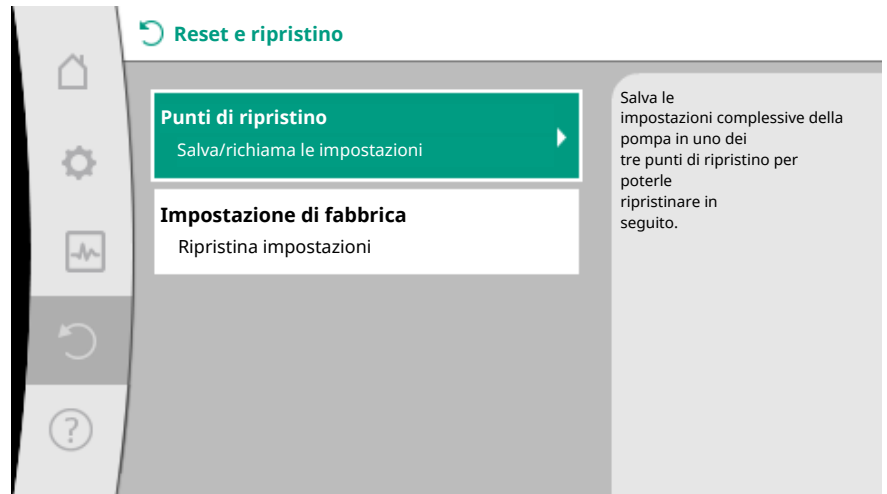 Reset e ripristino
Punti di ripristino
Salva/richiama le impostazioni
Impostazione di fabbrica
Ripristina impostazioni
Salva le
impostazioni complessive della
pompa in uno dei
tre punti di ripristino per
poterle
ripristinare in
seguito.